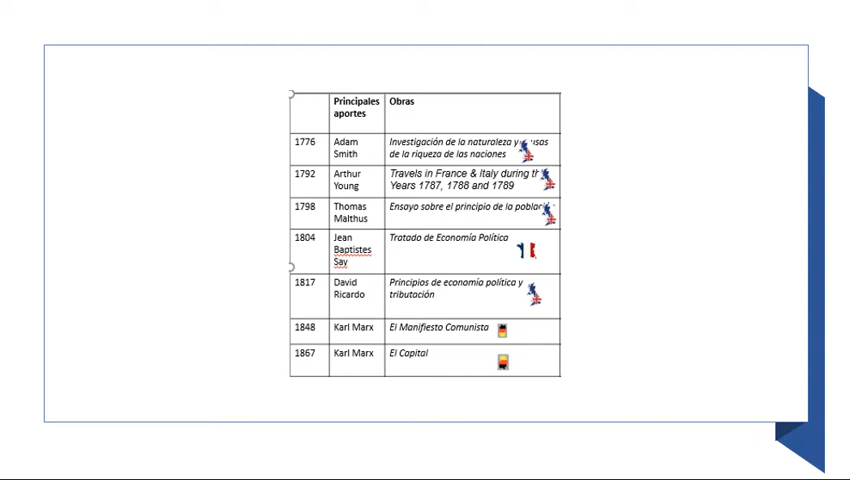 Principales
aportes
Obras
1776
Adam
Smith
Investigación de la naturaleza y
de la riqueza de las naciones
1792
Arthur
Young
Travels in France & Italy during
Years 1787, 1788 and 1789
1798
Thomas
Malthus
Ensayo sobre el principio de la
1804
Jean
Baptistes
Say
Tratado de Economía Política
1817
David
Ricardo
Principios de economía política y
tributación
1848
Karl Marx
El Manifiesto Comunista
1867
Karl Marx
El Capital